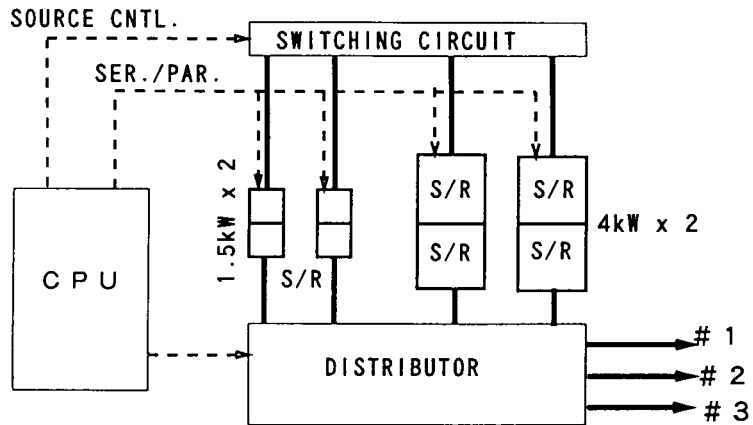 SOURCE CNTL.
SWITCHING CIRCUIT
SER./PAR.
1.5kW x 2
S/R
S/R
4kW x 2
S/R
S/R
S/R
CPU
DISTRIBUTOR
# 1
# 2
# 3